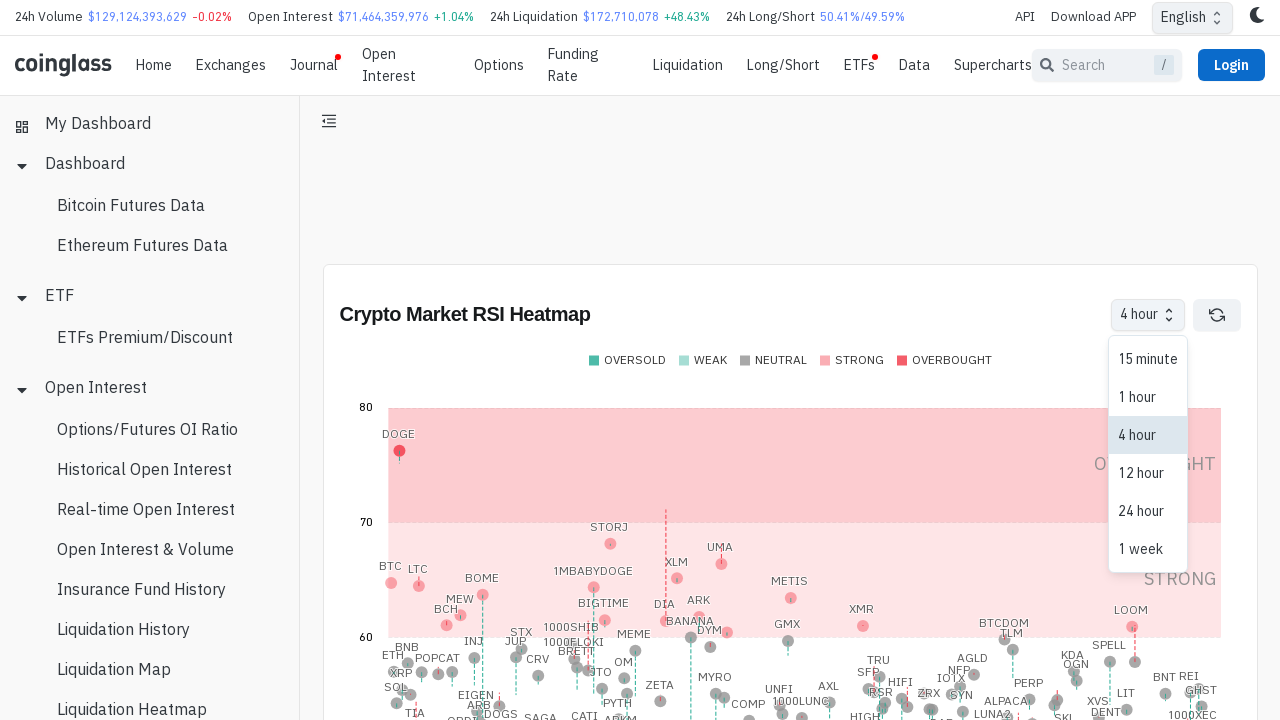 24h Volume $129,124,393,629 -0.02% Open Interest $71,464,359,976 +1.04% 24h Liquidation $172,710,078 +48.43% 24h Long/Short 50.41%/49.59% API Download APP English
coinglass Home Exchanges Journal Open Interest Options Funding Rate Liquidation Long/Short ETFs Data Supercharts Search / Login
My Dashboard
Dashboard
Bitcoin Futures Data
Ethereum Futures Data
ETF
ETFs Premium/Discount
Open Interest
Options/Futures OI Ratio
Historical Open Interest
Real-time Open Interest
Open Interest & Volume
Insurance Fund History
Liquidation History
Liquidation Map
Liquidation Heatmap
Crypto Market RSI Heatmap
4 hour
15 minute
1 hour
4 hour
12 hour
24 hour
1 week
OVERSOLD WEAK NEUTRAL STRONG OVERBOUGHT
80
DOGE
70
STORJ
UMA
BTC
LTC
1MBABYDOGE
XLM
STRONG
BOME
METIS
MEW
BCH
BIGTIME
DIA
ARK
XMR
LOOM
BANANA
GMX
BTCDOM
60
STX
1000SHIB
MEME
DYM
TLM
BNB
INJ
JUP
SPELL
ETH
POPCAT
CRV
BRETT
OM
TRU
AGLD
KDA
OGN
XRP
JTO
MYRO
SFP
NFP
IOTX
BNT
REI
SOL
ZETA
UNFI
AXL
RSR
HIFI
ZRX
SYN
PERP
LIT
EIGEN
ARB
PYTH
COMP
1000LUNC
ALPACA
XVS
TIA
DOGS
SAGA
CATI
HIGH
DENT
1000XEC